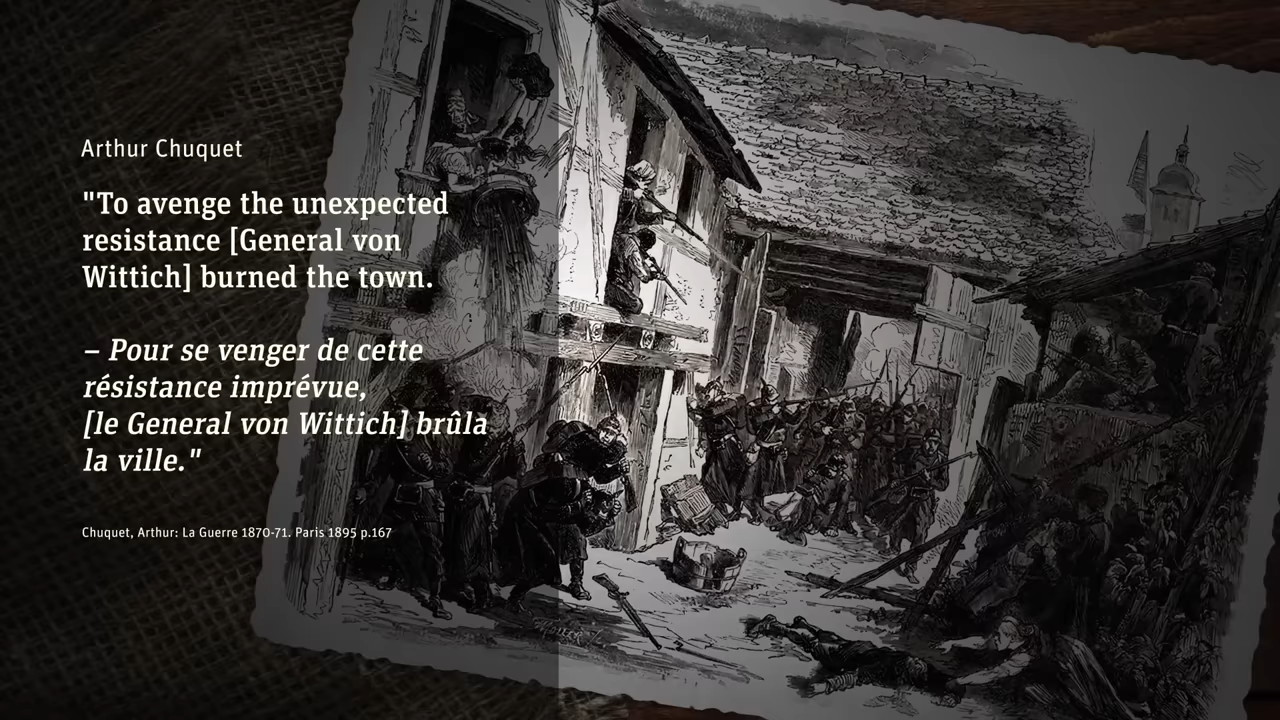 Arthur Chuquet
"To avenge the unexpected
resistance [General von
Wittich] burned the town.
– Pour se venger de cette
résistance imprévue,
[le General von Wittich] brûla
la ville."
Chuquet, Arthur: La Guerre 1870-71. Paris 1895 p.167